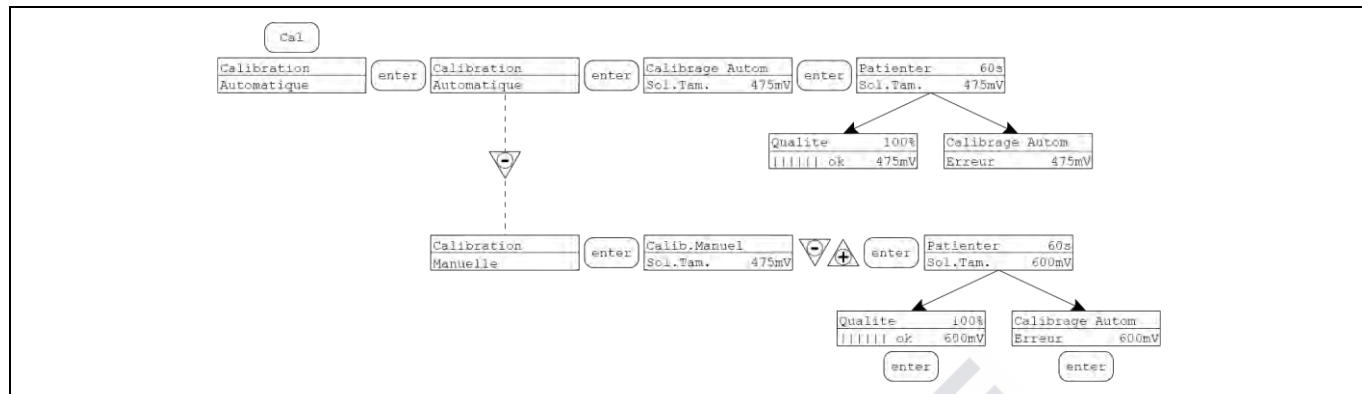 Cal
Calibration
Automatique
enter
Calibration
Automatique
enter
Calibrage Autom
Sol.Tam. 475mV
enter
Patienter 60s
Sol.Tam. 475mV
Qualite 100%
|||||| ok 475mV
Calibrage Autom
Erreur 475mV
-
Calibration
Manuelle
enter
Calib.Manuel
Sol.Tam. 475mV
- +
enter
Patienter 60s
Sol.Tam. 600mV
Qualite 100%
|||||| ok 600mV
enter
Calibrage Autom
Erreur 600mV
enter